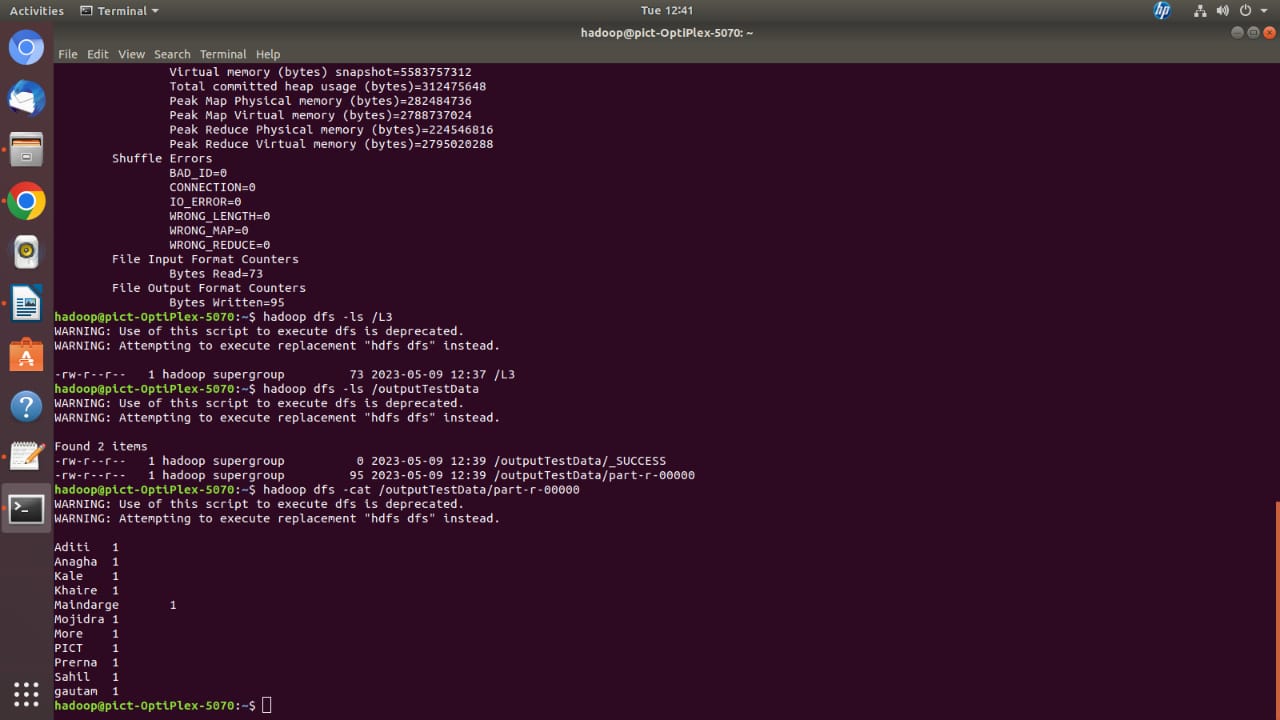 Activities Terminal Tue 12:41
hadoop@pict-OptiPlex-5070: ~
File Edit View Search Terminal Help
Virtual memory (bytes) snapshot=5583757312
Total committed heap usage (bytes)=312475648
Peak Map Physical memory (bytes)=282484736
Peak Map Virtual memory (bytes)=2788737024
Peak Reduce Physical memory (bytes)=224546816
Peak Reduce Virtual memory (bytes)=2795020288
Shuffle Errors
BAD_ID=0
CONNECTION=0
IO_ERROR=0
WRONG_LENGTH=0
WRONG_MAP=0
WRONG_REDUCE=0
File Input Format Counters
Bytes Read=73
File Output Format Counters
Bytes Written=95
hadoop@pict-OptiPlex-5070:~$ hadoop dfs -ls /L3
WARNING: Use of this script to execute dfs is deprecated.
WARNING: Attempting to execute replacement "hdfs dfs" instead.
-rw-r--r-- 1 hadoop supergroup 73 2023-05-09 12:37 /L3
hadoop@pict-OptiPlex-5070:~$ hadoop dfs -ls /outputTestData
WARNING: Use of this script to execute dfs is deprecated.
WARNING: Attempting to execute replacement "hdfs dfs" instead.
Found 2 items
-rw-r--r-- 1 hadoop supergroup 0 2023-05-09 12:39 /outputTestData/_SUCCESS
-rw-r--r-- 1 hadoop supergroup 95 2023-05-09 12:39 /outputTestData/part-r-00000
hadoop@pict-OptiPlex-5070:~$ hadoop dfs -cat /outputTestData/part-r-00000
WARNING: Use of this script to execute dfs is deprecated.
WARNING: Attempting to execute replacement "hdfs dfs" instead.
Aditi 1
Anagha 1
Kale 1
Khaire 1
Maindarge 1
Mojidra 1
More 1
PICT 1
Prerna 1
Sahil 1
gautam 1
hadoop@pict-OptiPlex-5070:~$